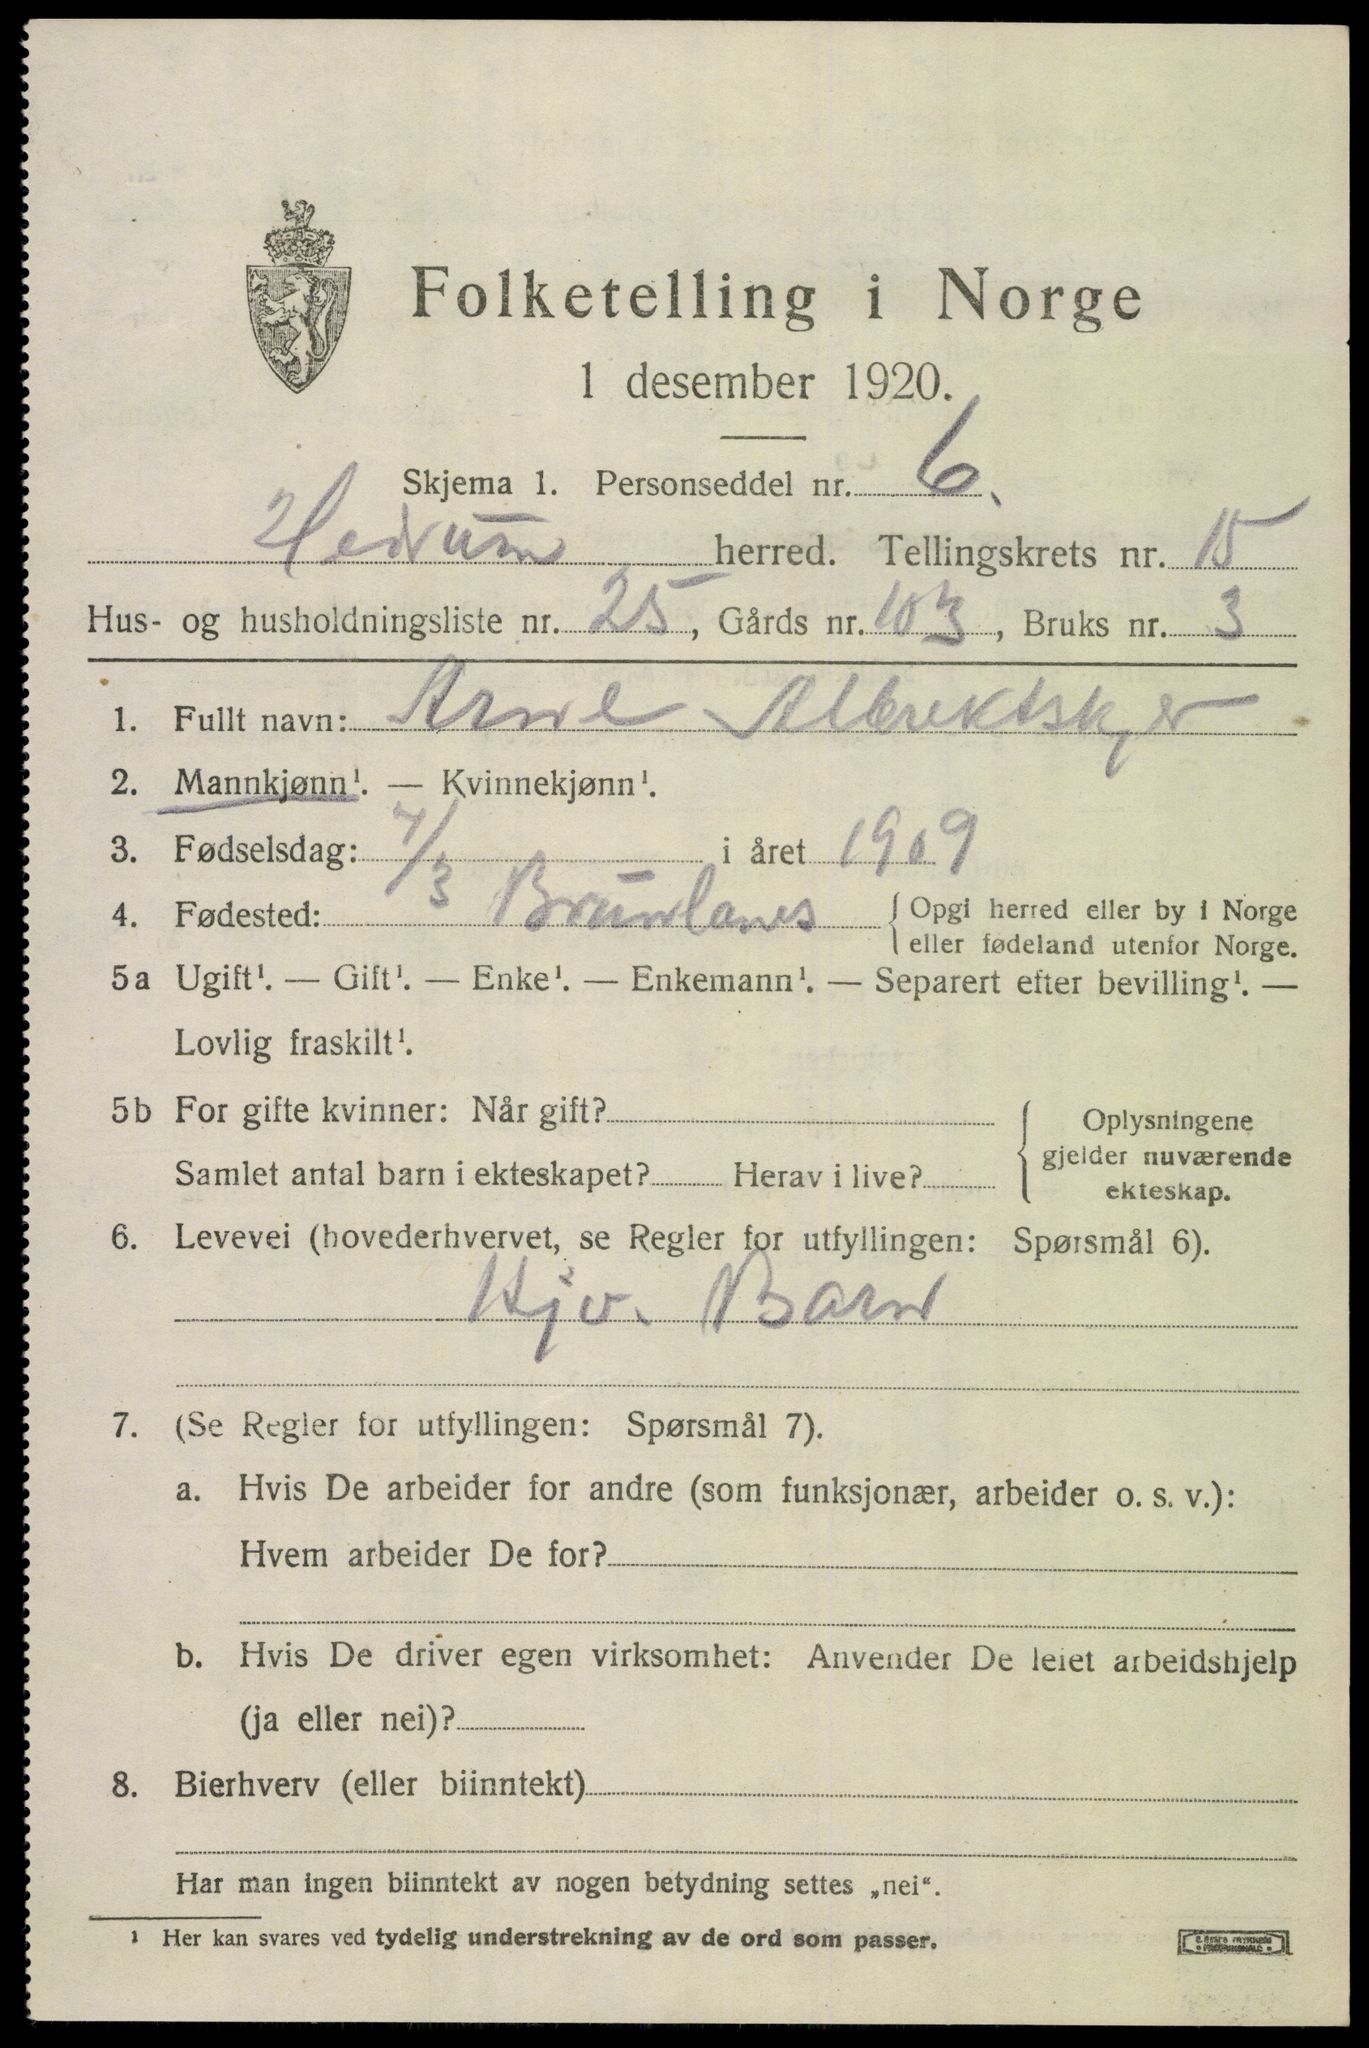 Folketelling i Norge
1 desember 1920.
Skjema 1. Personseddel nr. 6.
Hedrum herred. Tellingskrets nr. 15
Hus- og husholdningsliste nr. 25, Gårds nr. 103, Bruks nr. 3
1. Fullt navn: Arne Albrektskjer
2. Mannkjønn¹. — Kvinnekjønn¹.
3. Fødselsdag: 7/3 i året 1909
4. Fødested: Brunlanes { Opgi herred eller by i Norge
eller fødeland utenfor Norge.
5a Ugift¹. — Gift¹. — Enke¹. — Enkemann¹. — Separert efter bevilling¹. —
Lovlig fraskilt¹.
5b For gifte kvinner: Når gift? { Oplysningene
gjelder nuværende
Samlet antal barn i ekteskapet? Herav i live? ekteskap.
6. Levevei (hovederhvervet, se Regler for utfyllingen: Spørsmål 6).
Hjv. Barn
7. (Se Regler for utfyllingen: Spørsmål 7).
a. Hvis De arbeider for andre (som funksjonær, arbeider o. s. v.):
Hvem arbeider De for?
b. Hvis De driver egen virksomhet: Anvender De leiet arbeidshjelp
(ja eller nei)?
8. Bierhverv (eller biinntekt)
Har man ingen biinntekt av nogen betydning settes „nei“.
¹ Her kan svares ved tydelig understrekning av de ord som passer.